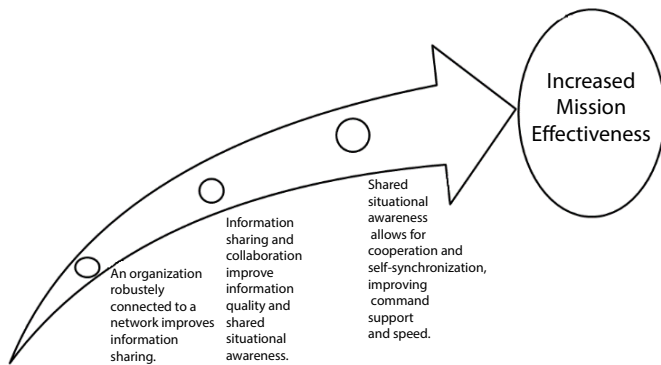 Increased
Mission
Effectiveness
An organization
robustely
connected to a
network improves
information
sharing.
Information
sharing and
collaboration
improve
information
quality and
shared
situational
awareness.
Shared
situational
awareness
allows for
cooperation and
self-synchronization,
improving
command
support
and speed.